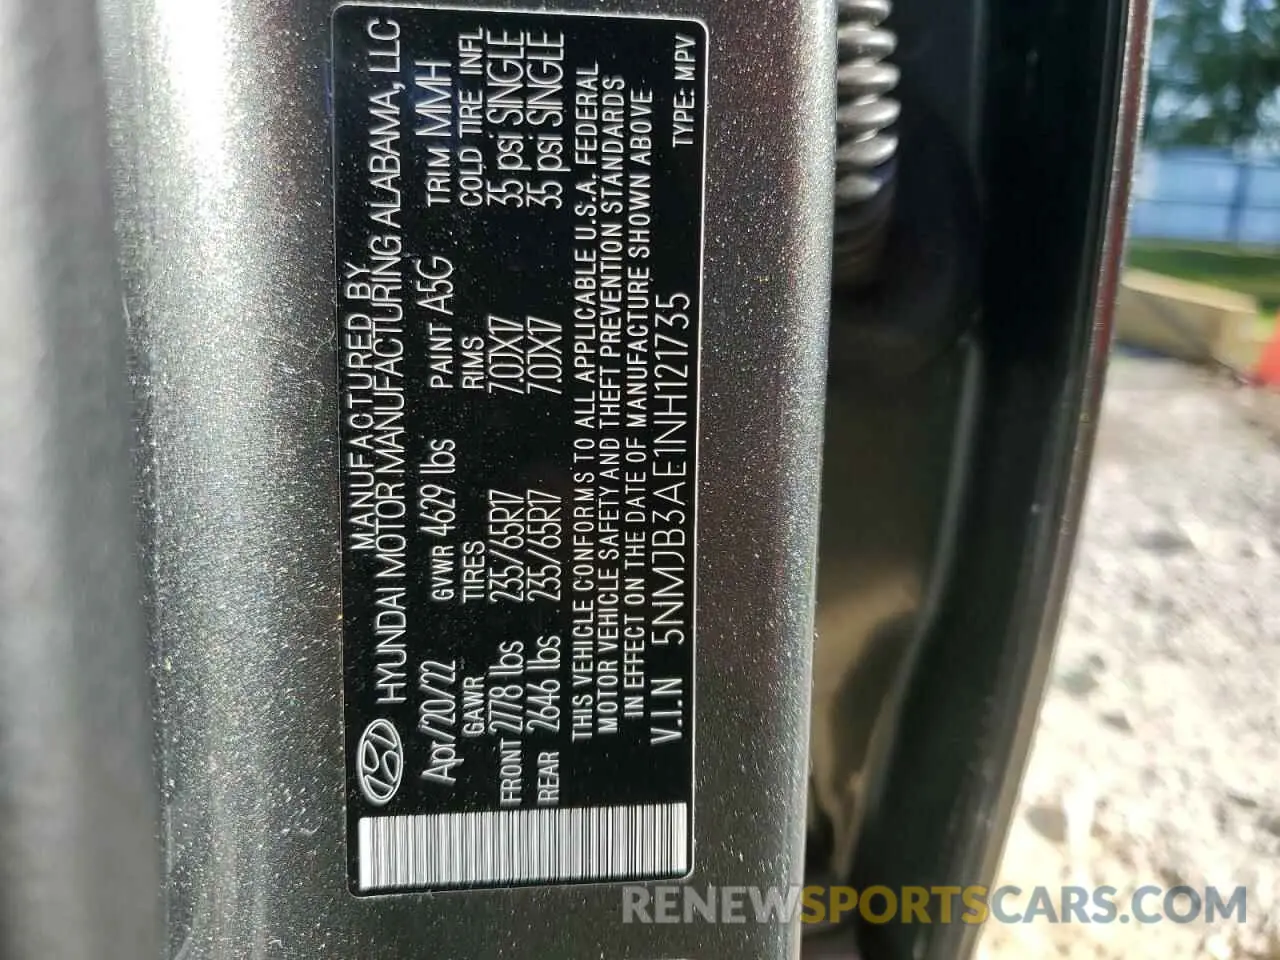 MANUFACTURED BY
HYUNDAI MOTOR MANUFACTURING ALABAMA, LLC
Apr/20/22 GVWR 4629 lbs PAINT A5G TRIM MMH
GAWR TIRES RIMS COLD TIRE INFL
FRONT 2778 lbs 235/65R17 7.0JX17 35 psi SINGLE
REAR 2646 lbs 235/65R17 7.0JX17 35 psi SINGLE
THIS VEHICLE CONFORMS TO ALL APPLICABLE U.S.A. FEDERAL
MOTOR VEHICLE SAFETY AND THEFT PREVENTION STANDARDS
IN EFFECT ON THE DATE OF MANUFACTURE SHOWN ABOVE
V.I.N 5NMJB3AE1NH121735 TYPE: MPV
RENEWSPORTSCARS.COM